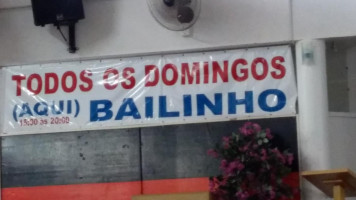 TODOS OS DOMINGOS
(AQUI) BAILINHO
15:30 às 20:00